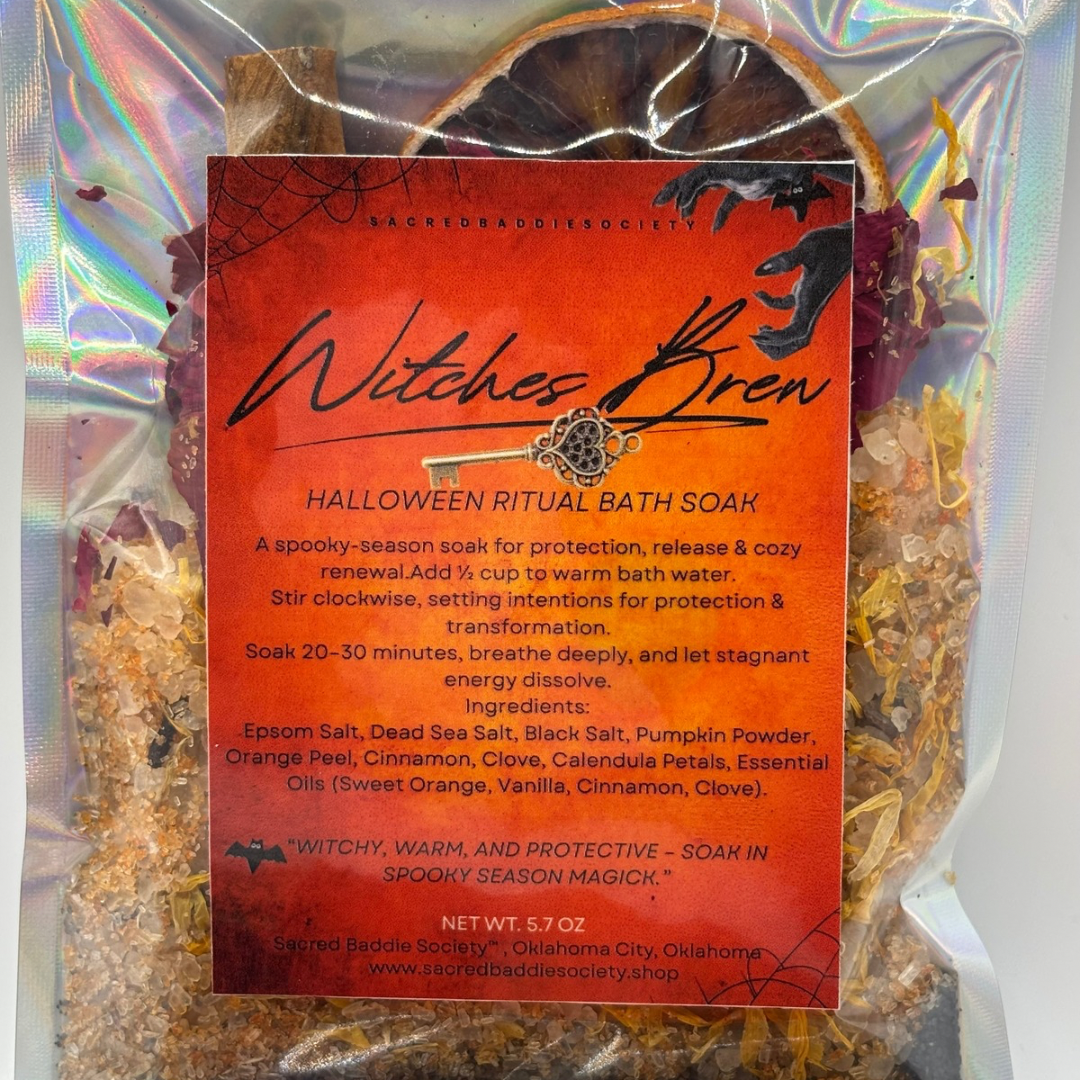 SACREDBADDIESOCIETY
Witches Brew
HALLOWEEN RITUAL BATH SOAK
A spooky-season soak for protection, release & cozy
renewal.Add ½ cup to warm bath water.
Stir clockwise, setting intentions for protection &
transformation.
Soak 20–30 minutes, breathe deeply, and let stagnant
energy dissolve.
Ingredients:
Epsom Salt, Dead Sea Salt, Black Salt, Pumpkin Powder,
Orange Peel, Cinnamon, Clove, Calendula Petals, Essential
Oils (Sweet Orange, Vanilla, Cinnamon, Clove).
"WITCHY, WARM, AND PROTECTIVE – SOAK IN
SPOOKY SEASON MAGICK."
NET WT. 5.7 OZ
Sacred Baddie Society™, Oklahoma City, Oklahoma
www.sacredbaddiesociety.shop